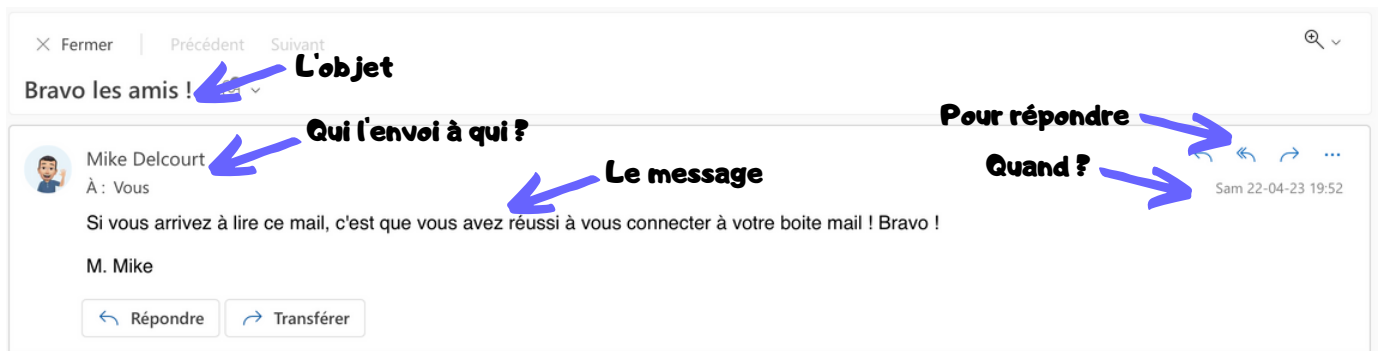 Fermer Précédent Suivant
L'objet
Bravo les amis !
Qui l'envoi à qui ?
Pour répondre
Mike Delcourt
Le message
Quand ?
À : Vous
Sam 22-04-23 19:52
Si vous arrivez à lire ce mail, c'est que vous avez réussi à vous connecter à votre boite mail ! Bravo !
M. Mike
Répondre Transférer